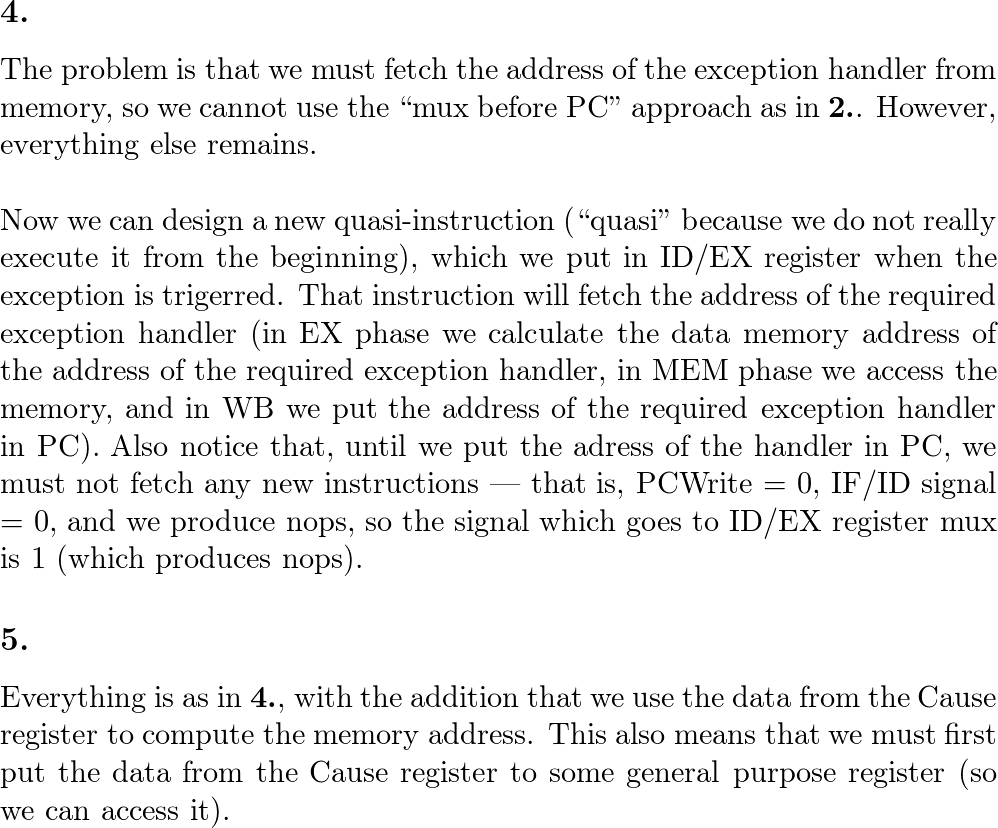 4.
The problem is that we must fetch the address of the exception handler from
memory, so we cannot use the “mux before PC” approach as in 2.. However,
everything else remains.
Now we can design a new quasi-instruction (“quasi” because we do not really
execute it from the beginning), which we put in ID/EX register when the
exception is trigerred. That instruction will fetch the address of the required
exception handler (in EX phase we calculate the data memory address of
the address of the required exception handler, in MEM phase we access the
memory, and in WB we put the address of the required exception handler
in PC). Also notice that, until we put the adress of the handler in PC, we
must not fetch any new instructions — that is, PCWrite = 0, IF/ID signal
= 0, and we produce nops, so the signal which goes to ID/EX register mux
is 1 (which produces nops).
5.
Everything is as in 4., with the addition that we use the data from the Cause
register to compute the memory address. This also means that we must first
put the data from the Cause register to some general purpose register (so
we can access it).